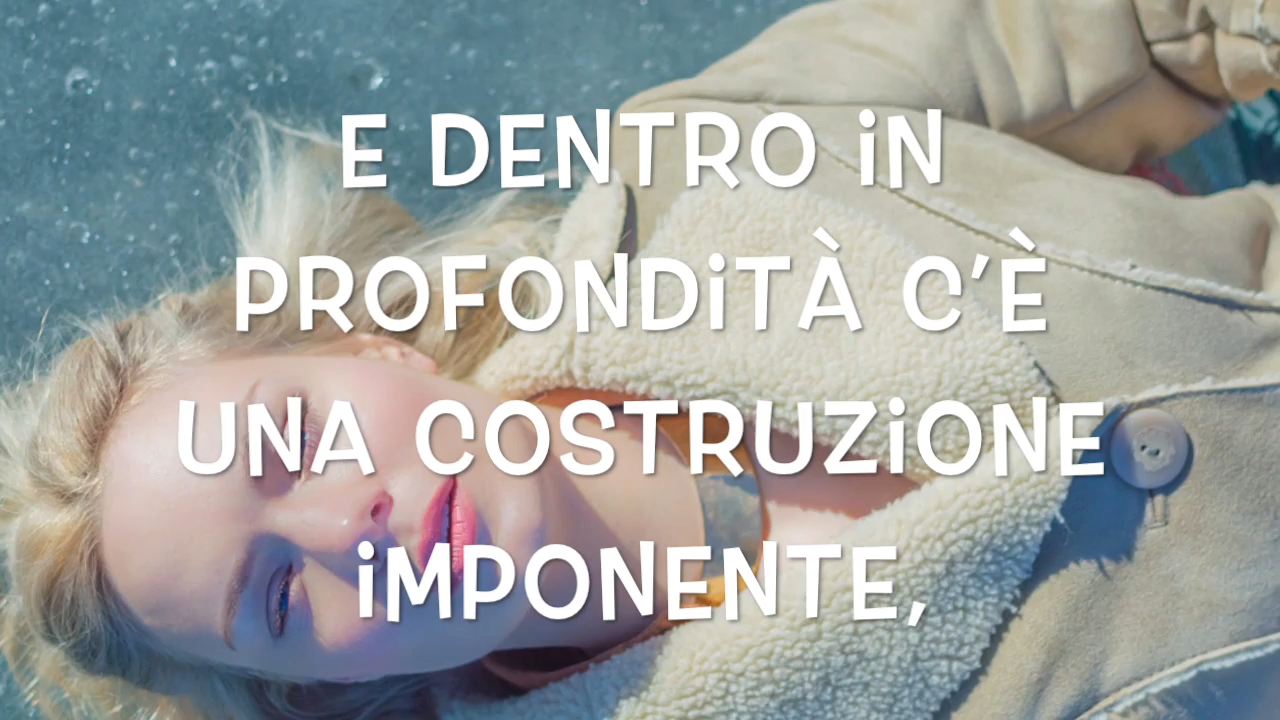 E DENTRO iN
PROFONDiTÀ C'È
UNA COSTRUZiONE
iMPONENTE,